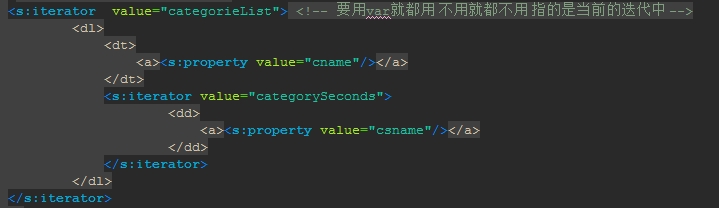 <s:iterator  value="categorieList"> <!-- 要用var就都用 不用就都不用 指的是当前的迭代中 -->
<dl>
<dt>
<a><s:property value="cname"/></a>
</dt>
<s:iterator value="categorySeconds">
<dd>
<a><s:property value="csname"/></a>
</dd>
</s:iterator>
</dl>
</s:iterator>